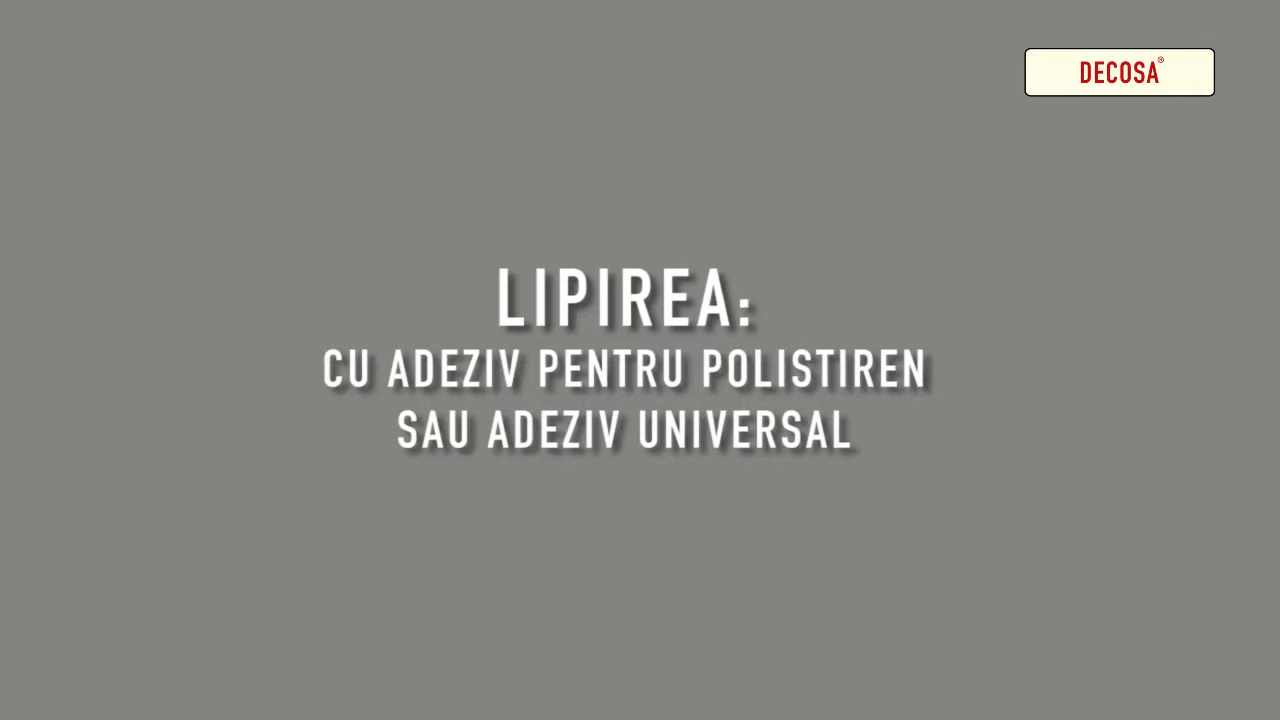 DECOSA®
LIPIREA:
CU ADEZIV PENTRU POLISTIREN
SAU ADEZIV UNIVERSAL